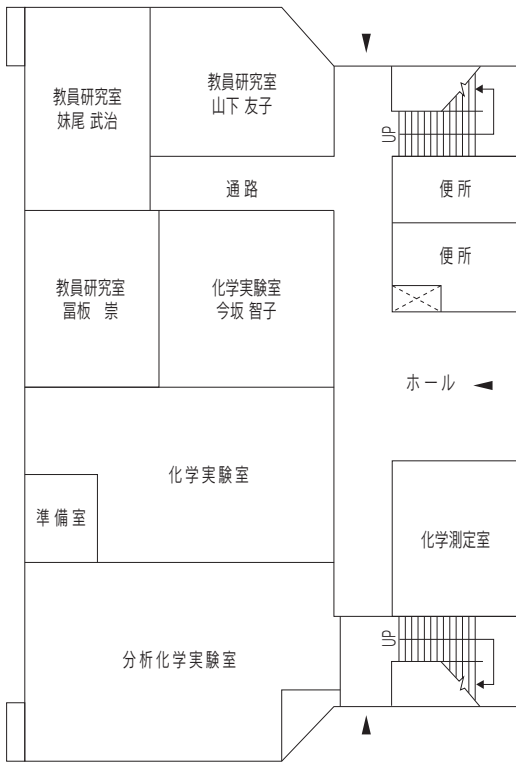 教員研究室
妹尾 武治
教員研究室
山下 友子
UP
通路
便所
便所
教員研究室
冨板 崇
化学実験室
今坂 智子
ホール
化学実験室
準備室
化学測定室
分析化学実験室
UP